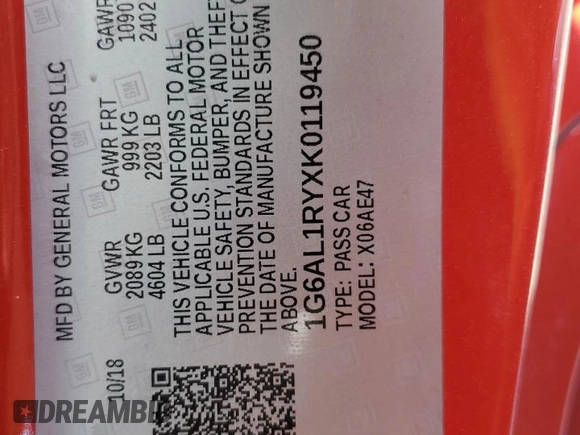 MFD BY GENERAL MOTORS LLC
10/18
GVWR GAWR FRT GAWR
2089 KG 999 KG 1090
4604 LB 2203 LB 2402
THIS VEHICLE CONFORMS TO ALL
APPLICABLE U.S. FEDERAL MOTOR
VEHICLE SAFETY, BUMPER, AND THEFT
PREVENTION STANDARDS IN EFFECT
THE DATE OF MANUFACTURE SHOWN
ABOVE.
1G6AL1RYXK0119450
TYPE: PASS CAR
MODEL: X06AE47
GM